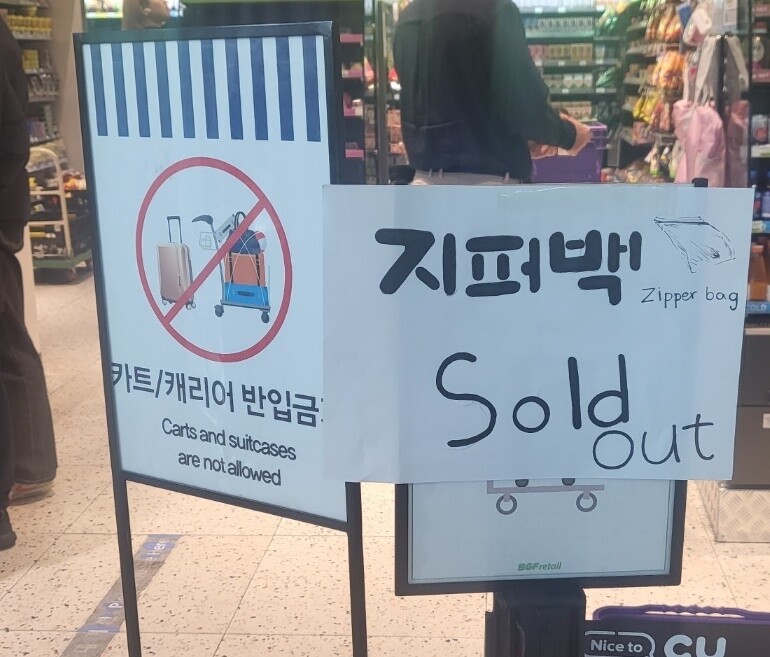 카트/캐리어 반입금
Carts and suitcases
are not allowed
지퍼백
Zipper bag
Sold
out
BGFretail
Nice to
CU